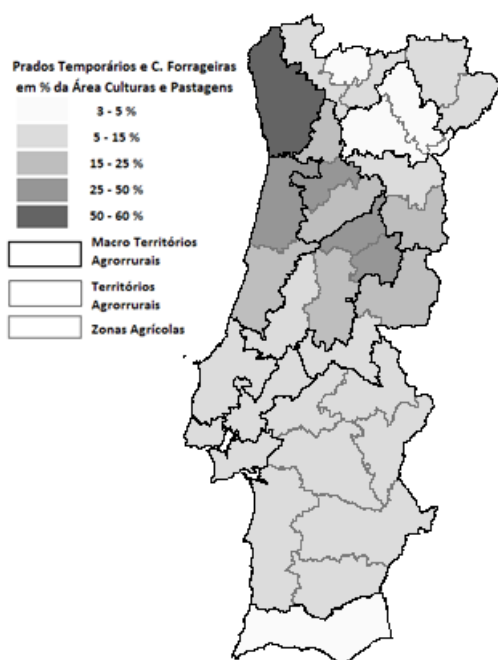 Prados Temporários e C. Forrageiras
em % da Área Culturas e Pastagens
3 - 5 %
5 - 15 %
15 - 25 %
25 - 50 %
50 - 60 %
Macro Territórios
Agrorrurais
Territórios
Agrorrurais
Zonas Agrícolas